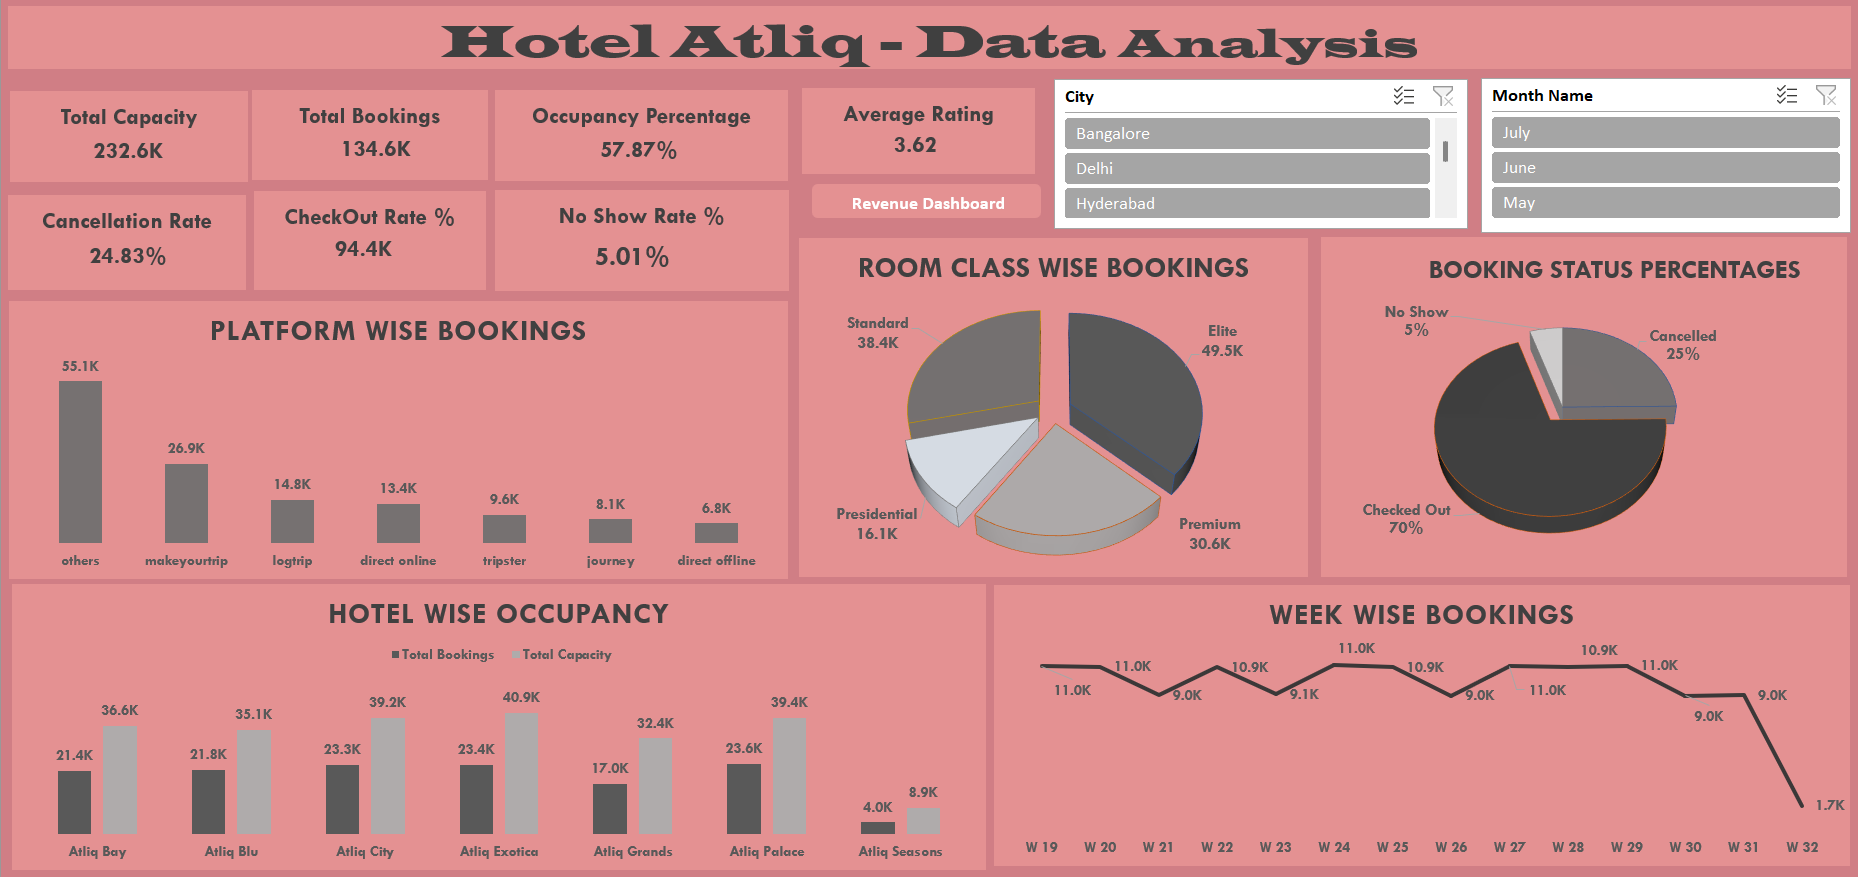 Hotel Atliq - Data Analysis
Total Capacity
232.6K
Total Bookings
134.6K
Occupancy Percentage
57.87%
Average Rating
3.62
City
Bangalore
Delhi
Hyderabad
Month Name
July
June
May
Cancellation Rate
24.83%
CheckOut Rate %
94.4K
No Show Rate %
5.01%
Revenue Dashboard
PLATFORM WISE BOOKINGS
55.1K
26.9K
14.8K
13.4K
9.6K
8.1K
6.8K
others
makeyourtrip
logtrip
direct online
tripster
journey
direct offline
ROOM CLASS WISE BOOKINGS
Standard
38.4K
Elite
49.5K
Presidential
16.1K
Premium
30.6K
BOOKING STATUS PERCENTAGES
No Show
5%
Cancelled
25%
Checked Out
70%
HOTEL WISE OCCUPANCY
Total Bookings
Total Capacity
21.4K
36.6K
21.8K
35.1K
23.3K
39.2K
23.4K
40.9K
17.0K
32.4K
23.6K
39.4K
4.0K
8.9K
Atliq Bay
Atliq Blu
Atliq City
Atliq Exotica
Atliq Grands
Atliq Palace
Atliq Seasons
WEEK WISE BOOKINGS
11.0K
11.0K
9.0K
10.9K
9.1K
11.0K
10.9K
9.0K
11.0K
10.9K
11.0K
9.0K
9.0K
1.7K
W 19
W 20
W 21
W 22
W 23
W 24
W 25
W 26
W 27
W 28
W 29
W 30
W 31
W 32